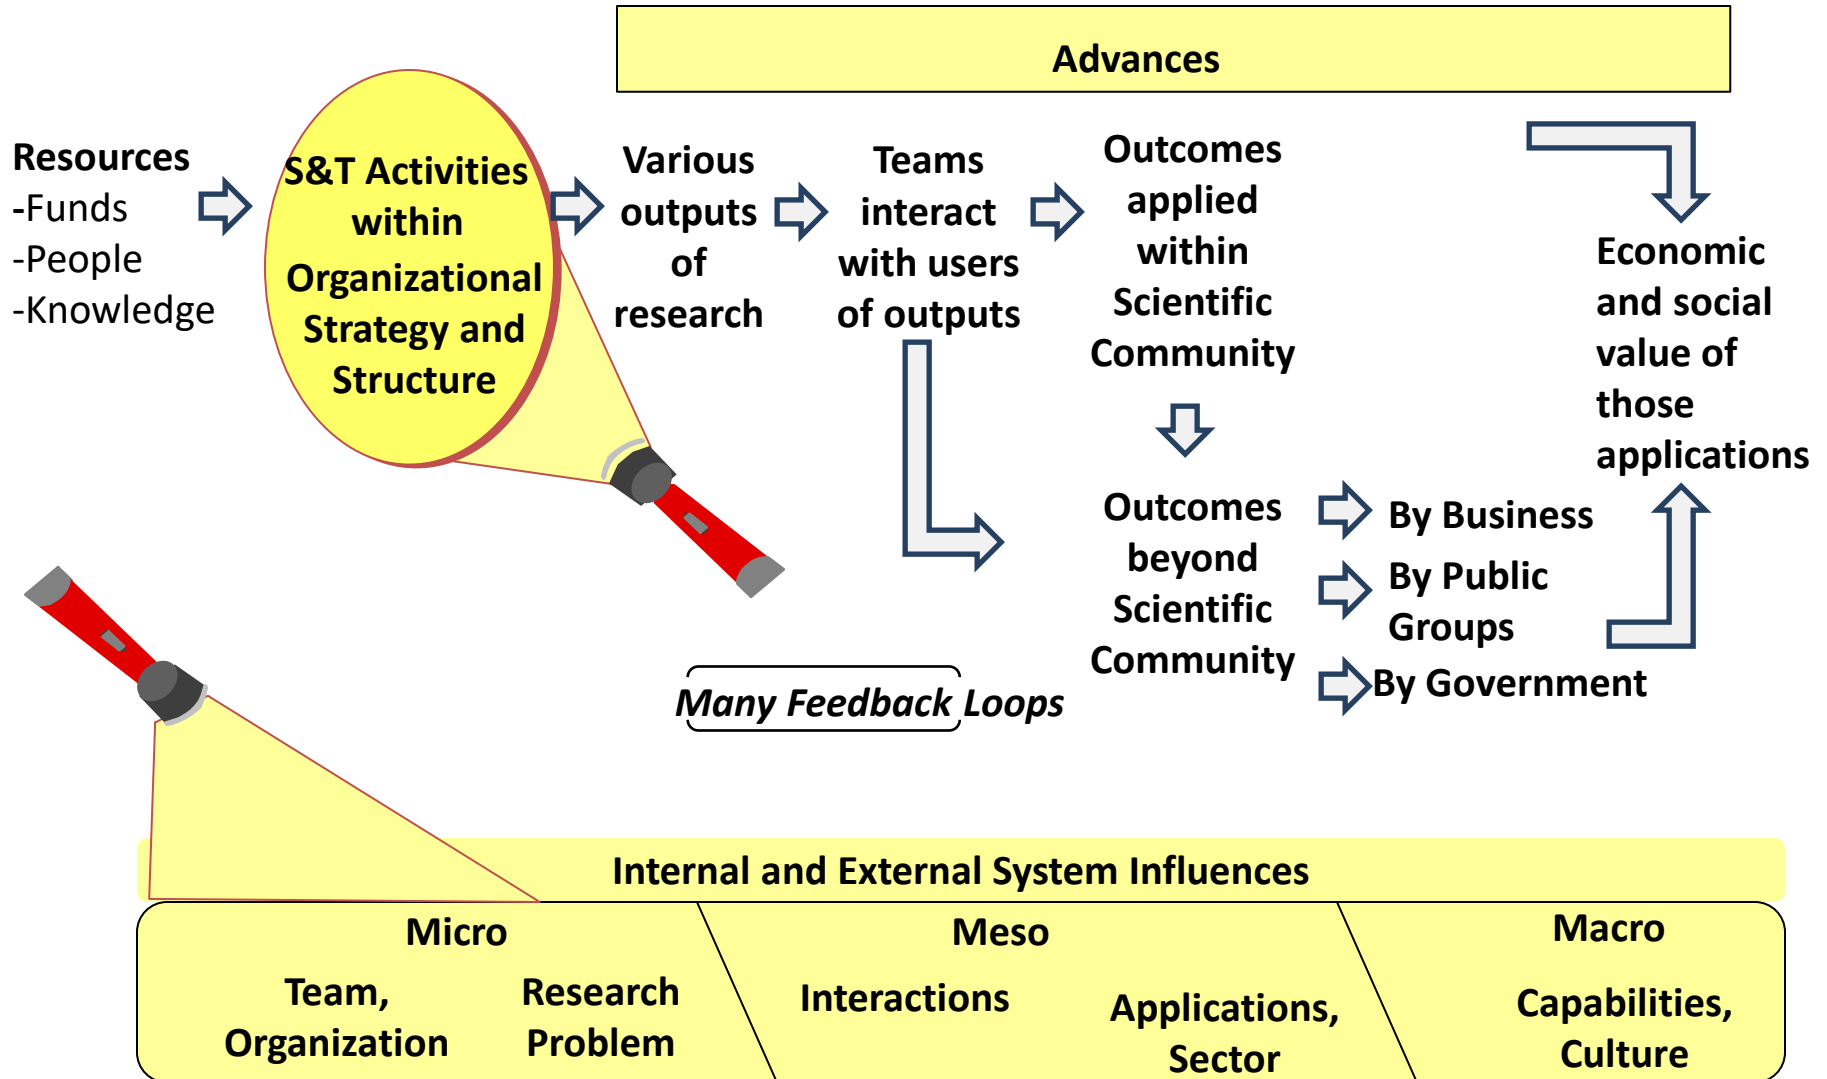 Advances
Resources
-Funds
-People
-Knowledge
S&T Activities
within
Organizational
Strategy and
Structure
Various
outputs
of
research
Teams
interact
with users
of outputs
Outcomes
applied
within
Scientific
Community
Outcomes
beyond
Scientific
Community
By Business
By Public
Groups
By Government
Economic
and social
value of
those
applications
Many Feedback Loops
Internal and External System Influences
Micro
Team,
Organization
Research
Problem
Meso
Interactions
Applications,
Sector
Macro
Capabilities,
Culture